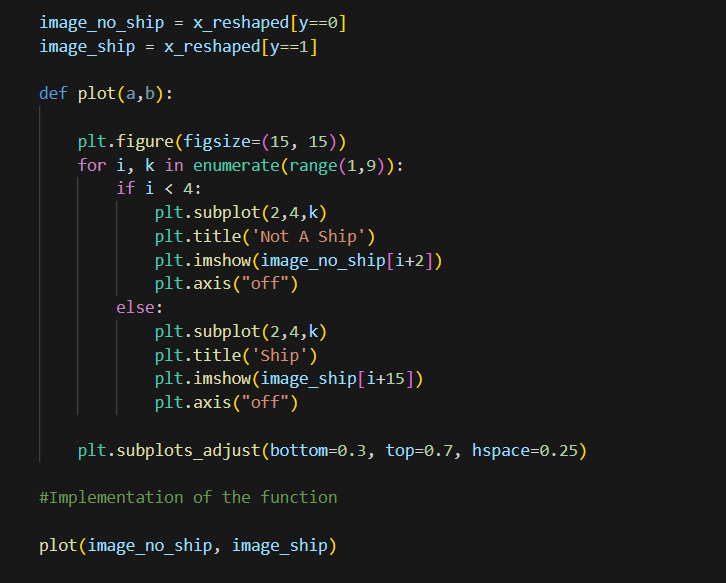 image_no_ship = x_reshaped[y==0]
image_ship = x_reshaped[y==1]

def plot(a,b):

    plt.figure(figsize=(15, 15))
    for i, k in enumerate(range(1,9)):
        if i < 4:
            plt.subplot(2,4,k)
            plt.title('Not A Ship')
            plt.imshow(image_no_ship[i+2])
            plt.axis("off")
        else:
            plt.subplot(2,4,k)
            plt.title('Ship')
            plt.imshow(image_ship[i+15])
            plt.axis("off")

    plt.subplots_adjust(bottom=0.3, top=0.7, hspace=0.25)

#Implementation of the function

plot(image_no_ship, image_ship)